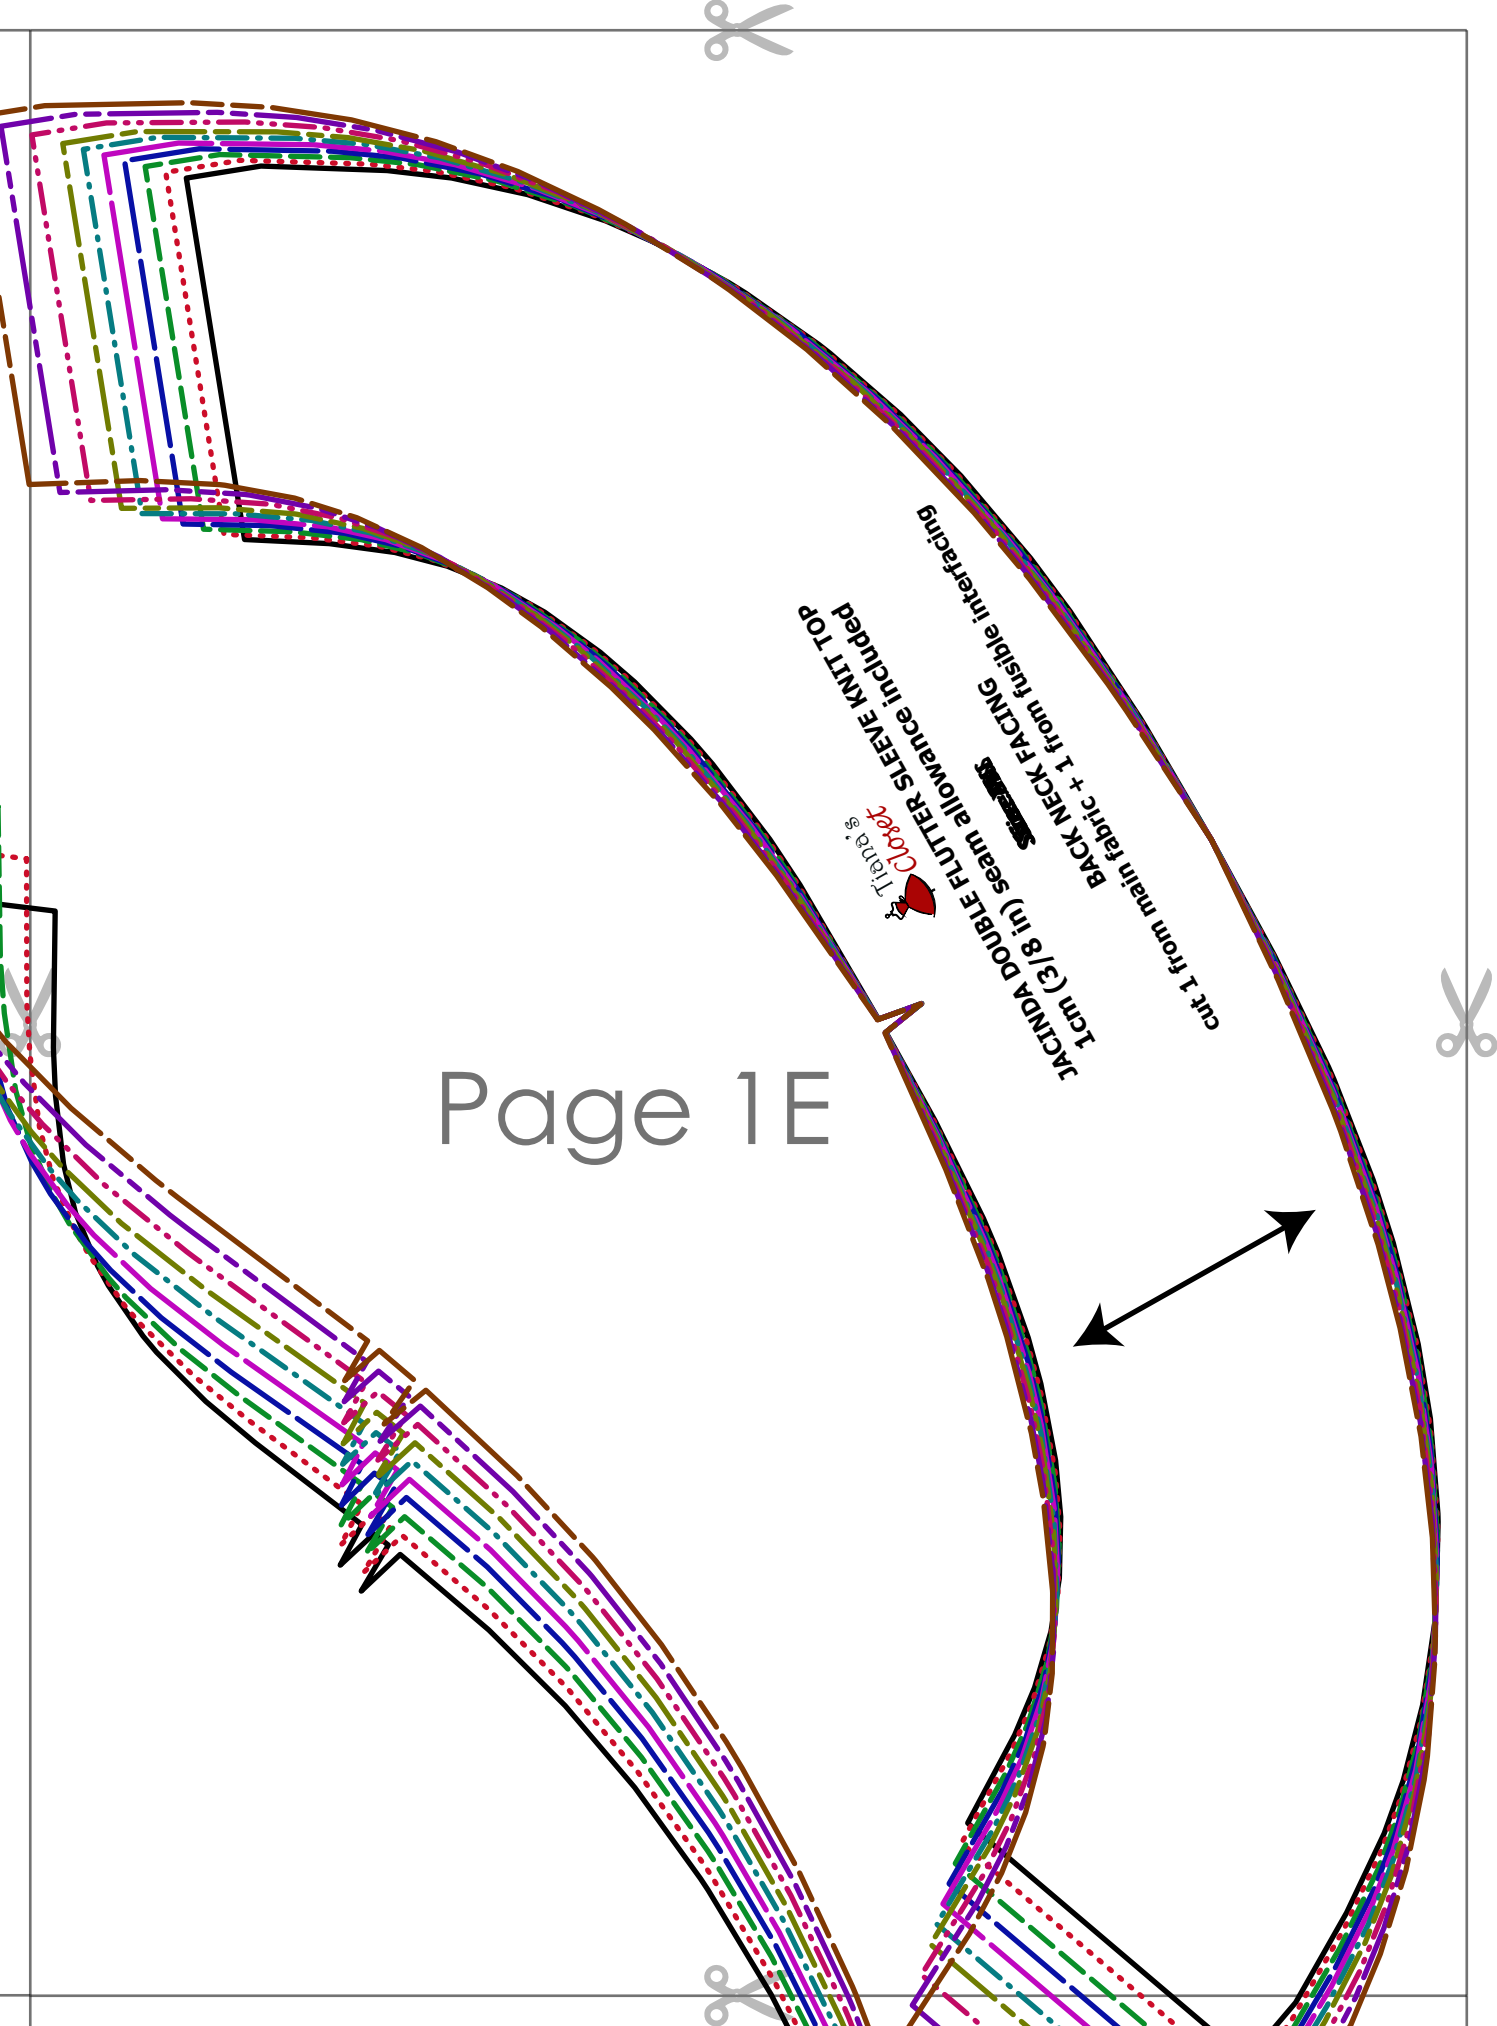 Tiana's
Closet
JACINDA DOUBLE FLUTTER SLEEVE KNIT TOP
1cm (3/8 in) seam allowance included
BACK NECK FACING
cut 1 from main fabric + 1 from fusible interfacing
Page 1E